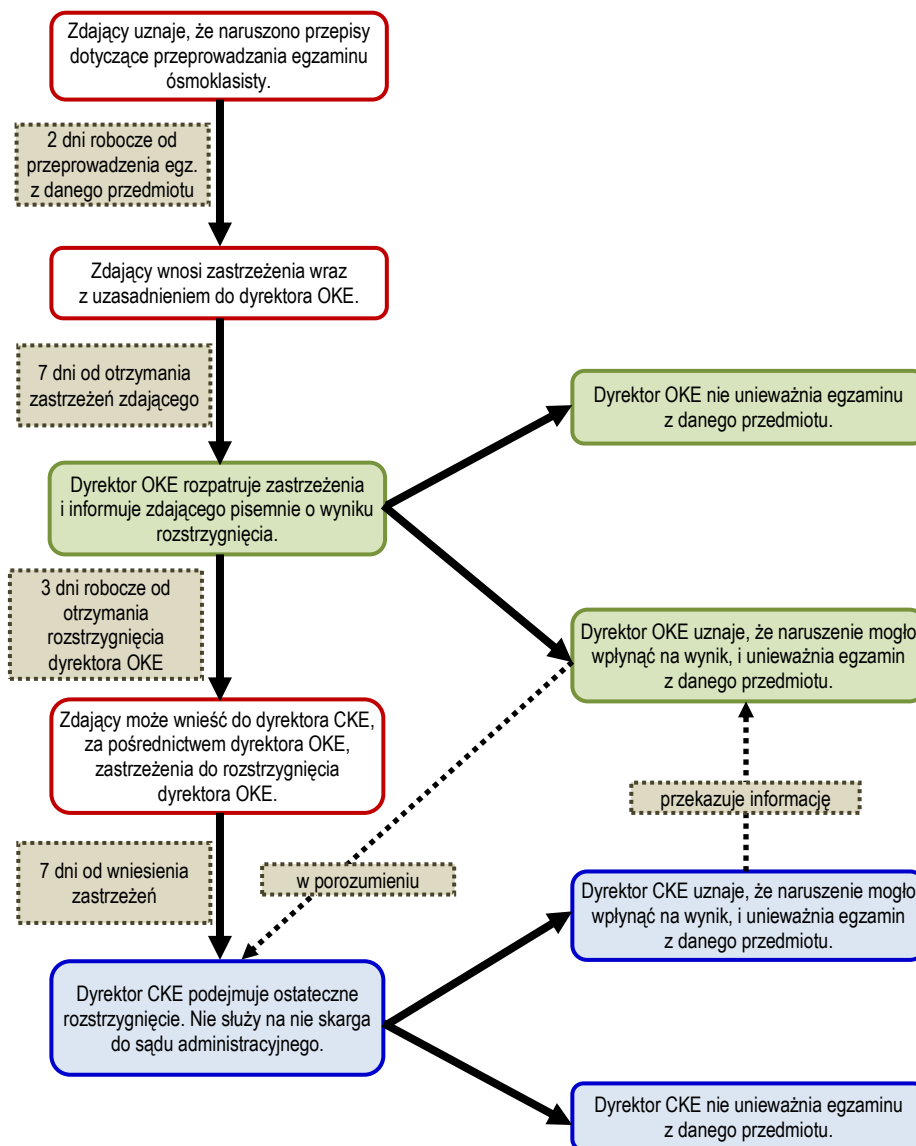 Zdający uznaje, że naruszono przepisy
dotyczące przeprowadzania egzaminu
ósmoklasisty.
2 dni robocze od
przeprowadzenia egz.
z danego przedmiotu
Zdający wnosi zastrzeżenia wraz
z uzasadnieniem do dyrektora OKE.
7 dni od otrzymania
zastrzeżeń zdającego
Dyrektor OKE nie unieważnia egzaminu
z danego przedmiotu.
Dyrektor OKE rozpatruje zastrzeżenia
i informuje zdającego pisemnie o wyniku
rozstrzygnięcia.
3 dni robocze od
otrzymania
rozstrzygnięcia
dyrektora OKE
Dyrektor OKE uznaje, że naruszenie mogło
wpłynąć na wynik, i unieważnia egzamin
z danego przedmiotu.
Zdający może wnieść do dyrektora CKE,
za pośrednictwem dyrektora OKE,
zastrzeżenia do rozstrzygnięcia
dyrektora OKE.
przekazuje informację
7 dni od wniesienia
zastrzeżeń
w porozumieniu
Dyrektor CKE uznaje, że naruszenie mogło
wpłynąć na wynik, i unieważnia egzamin
z danego przedmiotu.
Dyrektor CKE podejmuje ostateczne
rozstrzygnięcie. Nie służy na nie skarga
do sądu administracyjnego.
Dyrektor CKE nie unieważnia egzaminu
z danego przedmiotu.